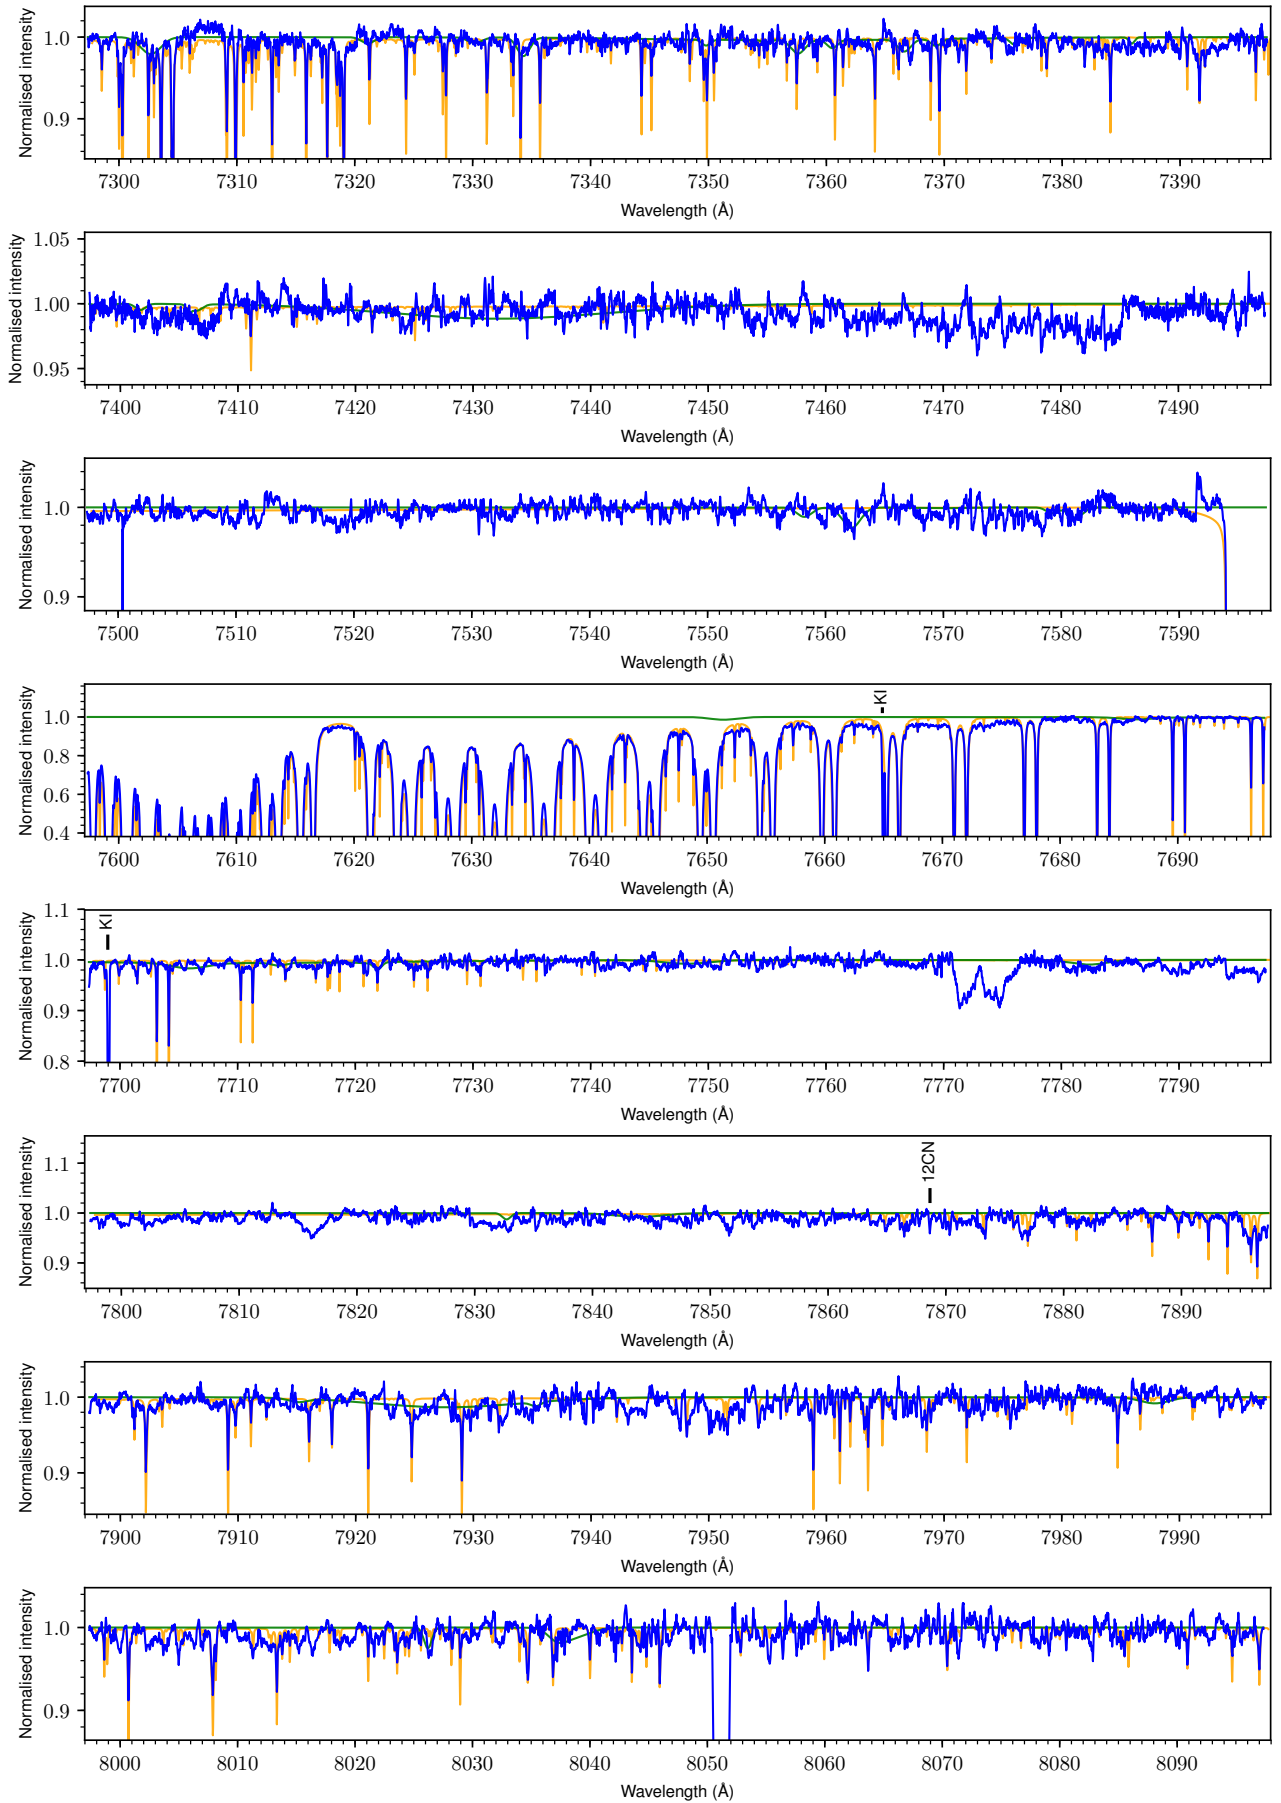 Normalised intensity
1.0
0.9
7300 7310 7320 7330 7340 7350 7360 7370 7380 7390
Wavelength (Å)
Normalised intensity
1.05
1.00
0.95
7400 7410 7420 7430 7440 7450 7460 7470 7480 7490
Wavelength (Å)
Normalised intensity
1.0
0.9
7500 7510 7520 7530 7540 7550 7560 7570 7580 7590
Wavelength (Å)
Normalised intensity
KI
1.0
0.8
0.6
0.4
7600 7610 7620 7630 7640 7650 7660 7670 7680 7690
Wavelength (Å)
Normalised intensity
KI
1.1
1.0
0.9
0.8
7700 7710 7720 7730 7740 7750 7760 7770 7780 7790
Wavelength (Å)
Normalised intensity
12CN
1.1
1.0
0.9
7800 7810 7820 7830 7840 7850 7860 7870 7880 7890
Wavelength (Å)
Normalised intensity
1.0
0.9
7900 7910 7920 7930 7940 7950 7960 7970 7980 7990
Wavelength (Å)
Normalised intensity
1.0
0.9
8000 8010 8020 8030 8040 8050 8060 8070 8080 8090
Wavelength (Å)